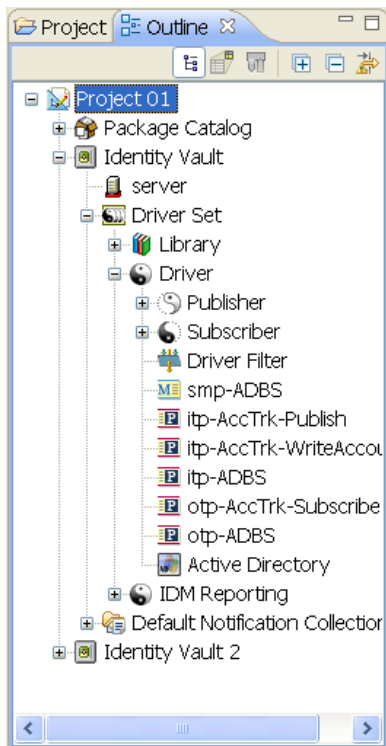 Project Outline
Project 01
Package Catalog
Identity Vault
server
Driver Set
Library
Driver
Publisher
Subscriber
Driver Filter
smp-ADBS
itp-AccTrk-Publish
itp-AccTrk-WriteAccou
itp-ADBS
otp-AccTrk-Subscribe
otp-ADBS
Active Directory
IDM Reporting
Default Notification Collection
Identity Vault 2